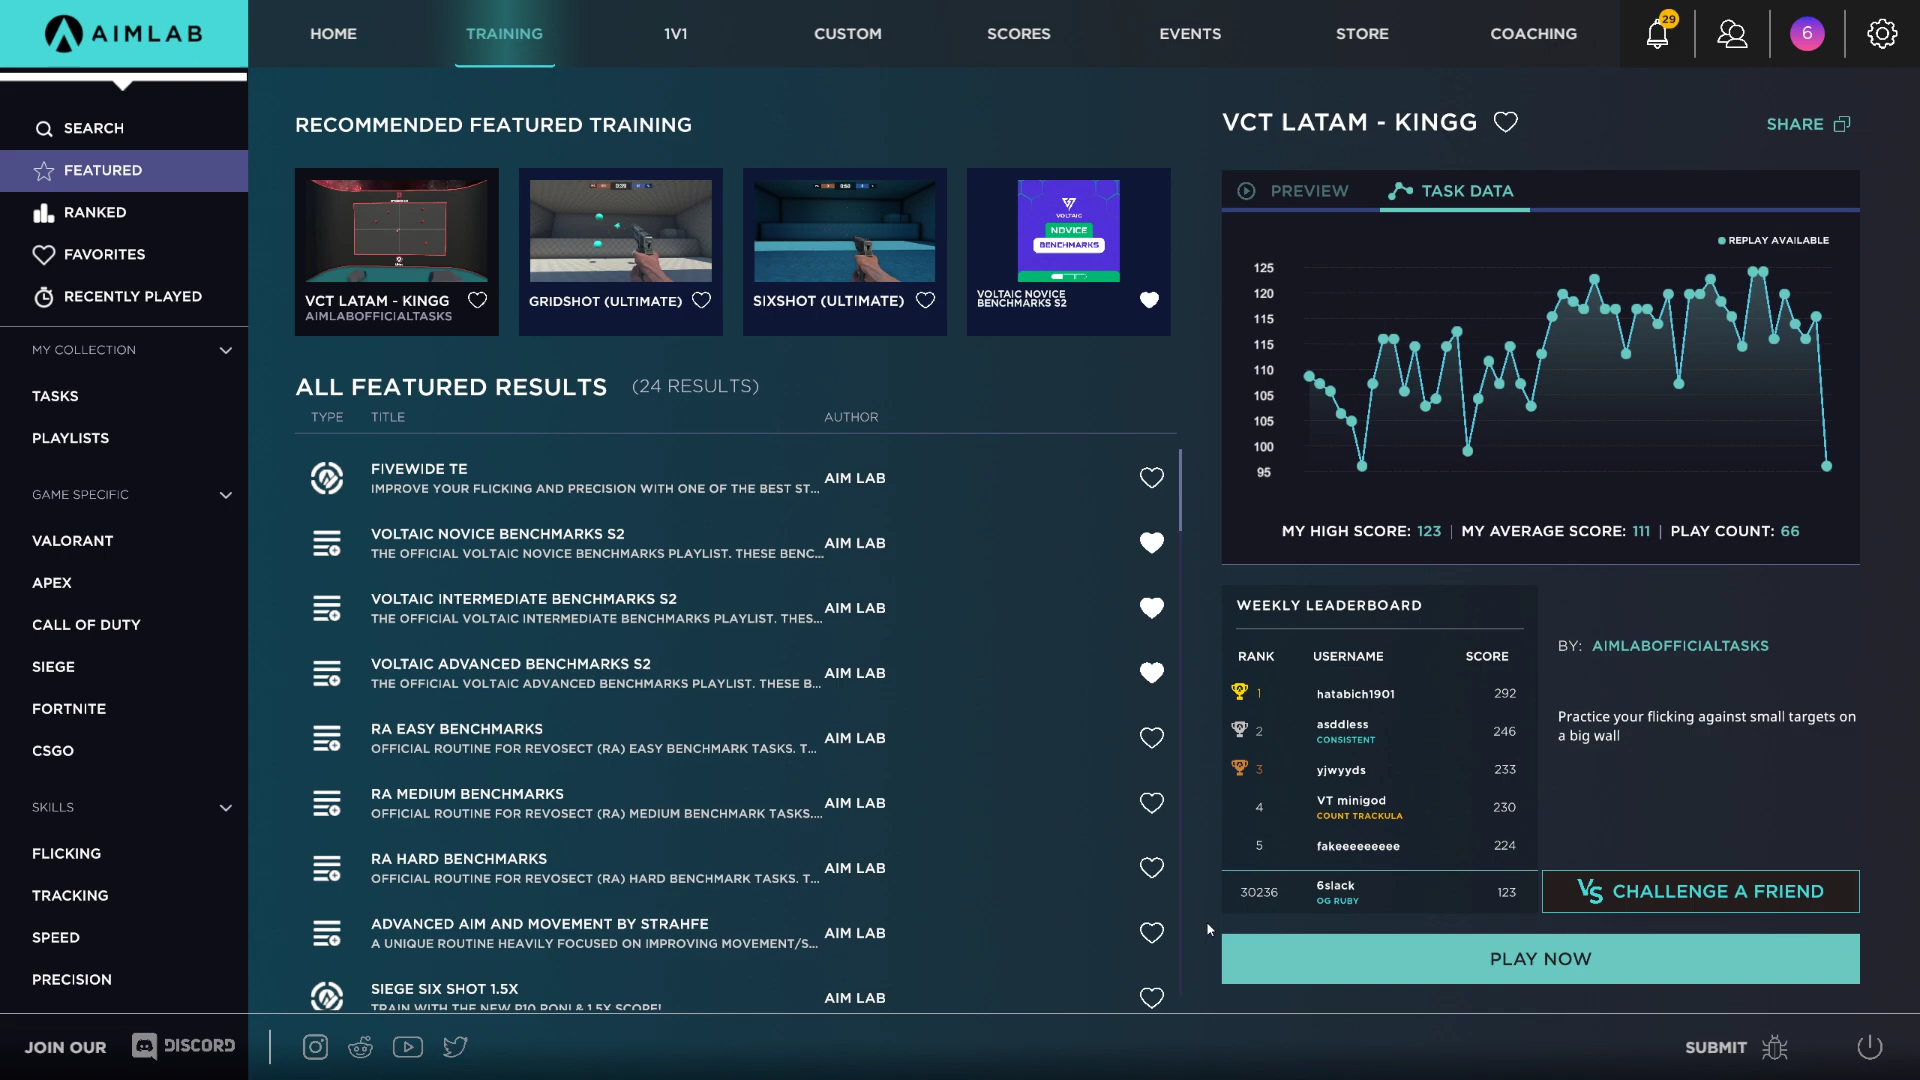 AIMLAB
HOME
TRAINING
1V1
CUSTOM
SCORES
EVENTS
STORE
COACHING
29
6
SEARCH
FEATURED
RANKED
FAVORITES
RECENTLY PLAYED
MY COLLECTION
TASKS
PLAYLISTS
GAME SPECIFIC
VALORANT
APEX
CALL OF DUTY
SIEGE
FORTNITE
CSGO
SKILLS
FLICKING
TRACKING
SPEED
PRECISION
RECOMMENDED FEATURED TRAINING
VCT LATAM - KINGG
AIMLABOFFICIALTASKS
GRIDSHOT (ULTIMATE)
SIXSHOT (ULTIMATE)
VOLTAIC
NOVICE
BENCHMARKS
VOLTAIC NOVICE
BENCHMARKS S2
ALL FEATURED RESULTS (24 RESULTS)
TYPE TITLE AUTHOR
FIVEWIDE TE
IMPROVE YOUR FLICKING AND PRECISION WITH ONE OF THE BEST ST...
AIM LAB
VOLTAIC NOVICE BENCHMARKS S2
THE OFFICIAL VOLTAIC NOVICE BENCHMARKS PLAYLIST. THESE BENC...
AIM LAB
VOLTAIC INTERMEDIATE BENCHMARKS S2
THE OFFICIAL VOLTAIC INTERMEDIATE BENCHMARKS PLAYLIST. THES...
AIM LAB
VOLTAIC ADVANCED BENCHMARKS S2
THE OFFICIAL VOLTAIC ADVANCED BENCHMARKS PLAYLIST. THESE B...
AIM LAB
RA EASY BENCHMARKS
OFFICIAL ROUTINE FOR REVOSECT (RA) EASY BENCHMARK TASKS. T...
AIM LAB
RA MEDIUM BENCHMARKS
OFFICIAL ROUTINE FOR REVOSECT (RA) MEDIUM BENCHMARK TASKS....
AIM LAB
RA HARD BENCHMARKS
OFFICIAL ROUTINE FOR REVOSECT (RA) HARD BENCHMARK TASKS. T...
AIM LAB
ADVANCED AIM AND MOVEMENT BY STRAHFE
A UNIQUE ROUTINE HEAVILY FOCUSED ON IMPROVING MOVEMENT/S...
AIM LAB
SIEGE SIX SHOT 1.5X
TRAIN WITH THE NEW P10 RONI & 1.5X SCOPE!
AIM LAB
VCT LATAM - KINGG
SHARE
PREVIEW
TASK DATA
REPLAY AVAILABLE
125
120
115
115
110
105
105
100
95
MY HIGH SCORE: 123 | MY AVERAGE SCORE: 111 | PLAY COUNT: 66
WEEKLY LEADERBOARD
RANK USERNAME SCORE
1 hatabich1901 292
2 asddless 246
CONSISTENT
3 yjwyyds 233
4 VT minigod 230
COUNT TRACKULA
5 fakeeeeeeeee 224
30236 6slack 123
OG RUBY
BY: AIMLABOFFICIALTASKS
Practice your flicking against small targets on
a big wall
VS CHALLENGE A FRIEND
PLAY NOW
JOIN OUR DISCORD
SUBMIT